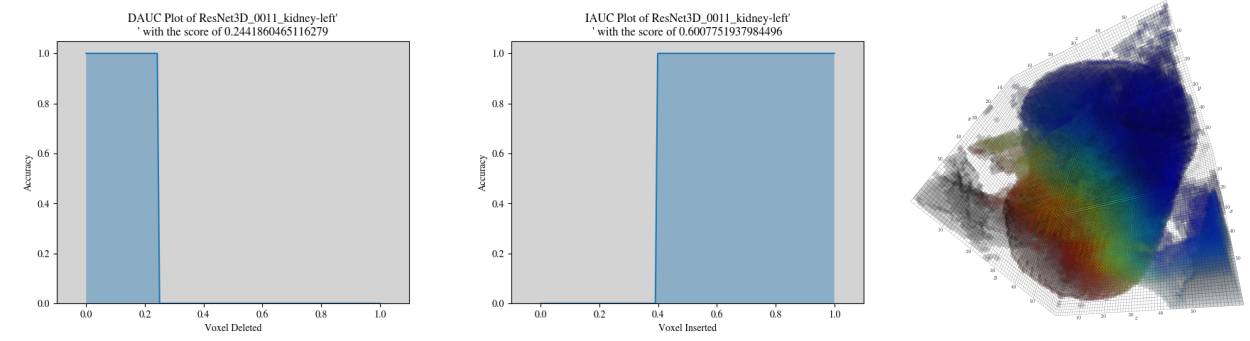 DAUC Plot of ResNet3D_0011_kidney-left'
' with the score of 0.2441860465116279
1.0
0.8
0.6
0.4
0.2
0.0
Accuracy
0.0 0.2 0.4 0.6 0.8 1.0
Voxel Deleted
IAUC Plot of ResNet3D_0011_kidney-left'
' with the score of 0.6007751937984496
1.0
0.8
0.6
0.4
0.2
0.0
Accuracy
0.0 0.2 0.4 0.6 0.8 1.0
Voxel Inserted